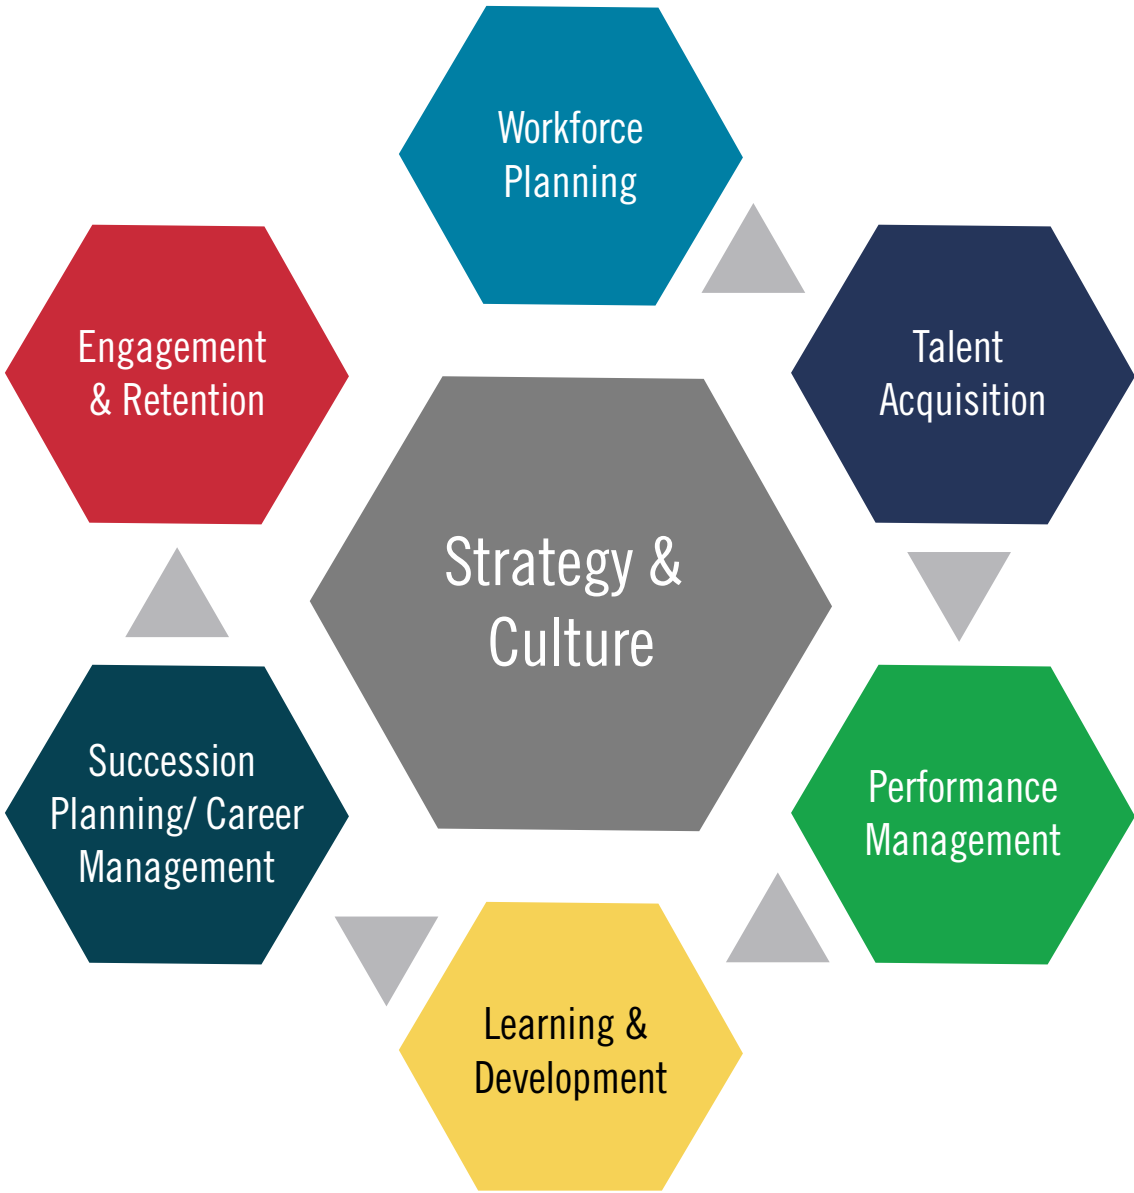 Workforce
Planning
Talent
Acquisition
Performance
Management
Learning &
Development
Succession
Planning/ Career
Management
Engagement
& Retention
Strategy &
Culture